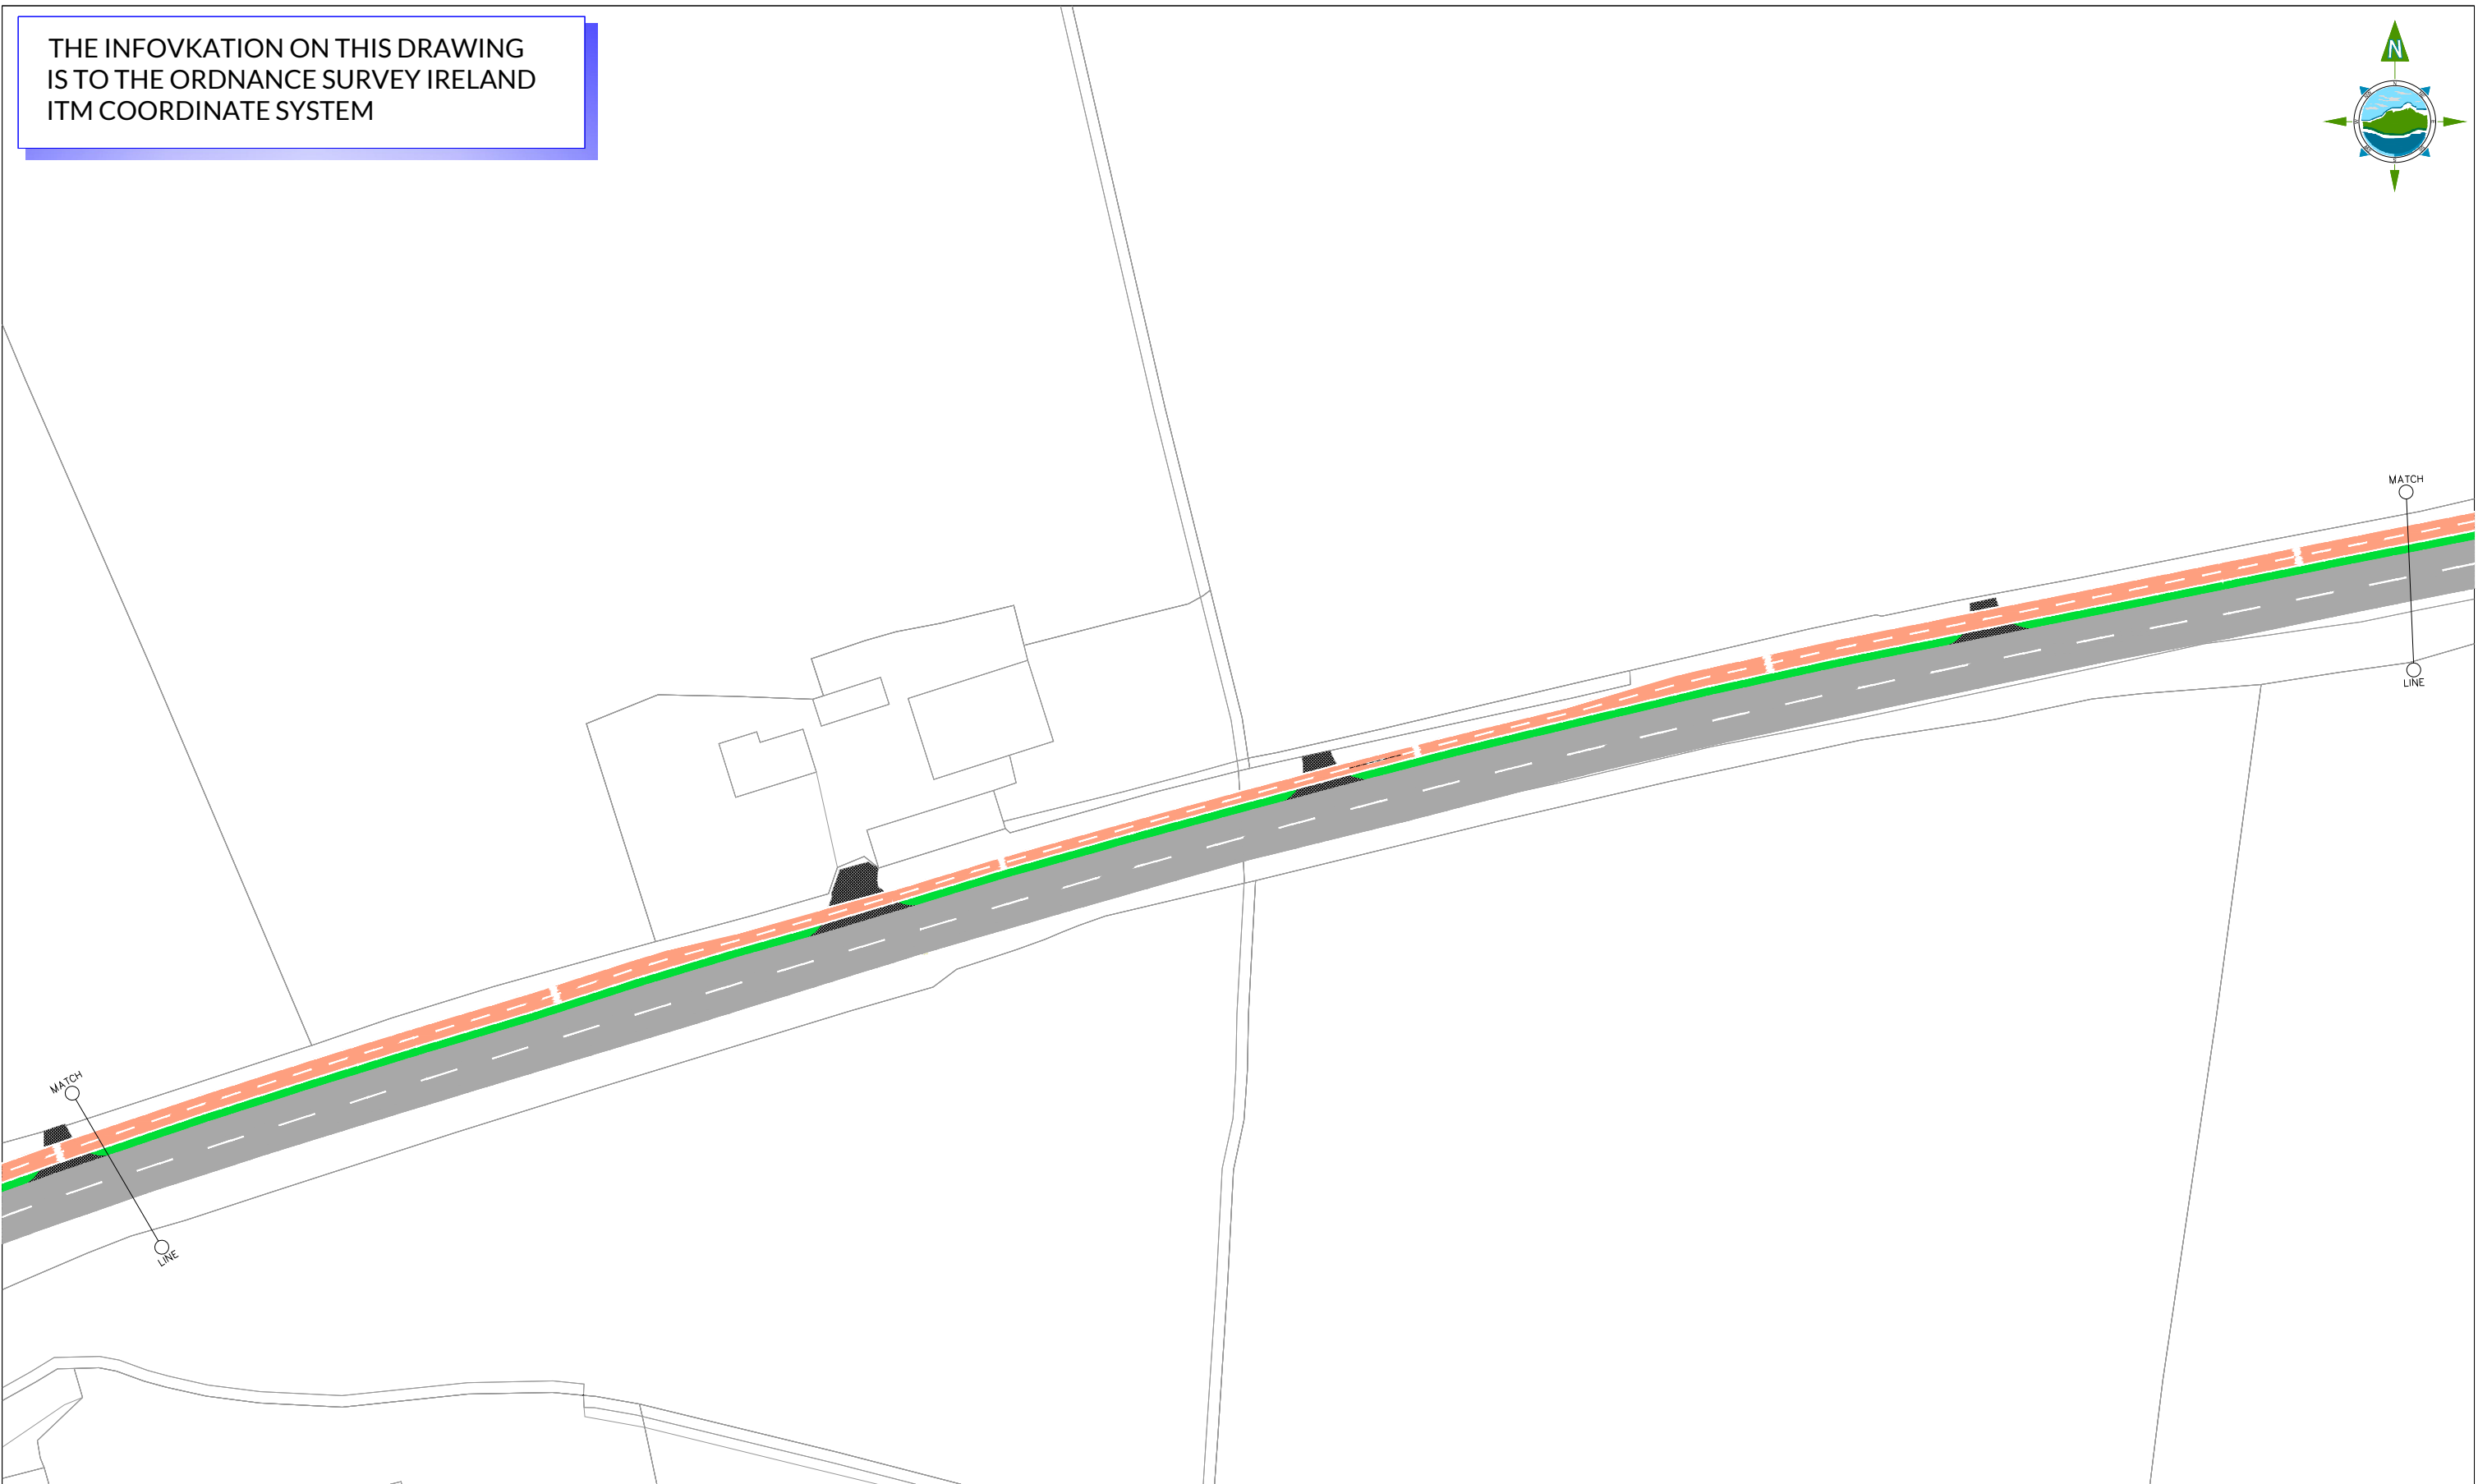 THE INFOVKATION ON THIS DRAWING
IS TO THE ORDNANCE SURVEY IRELAND
ITM COORDINATE SYSTEM
N
MATCH
LINE
MATCH
LINE